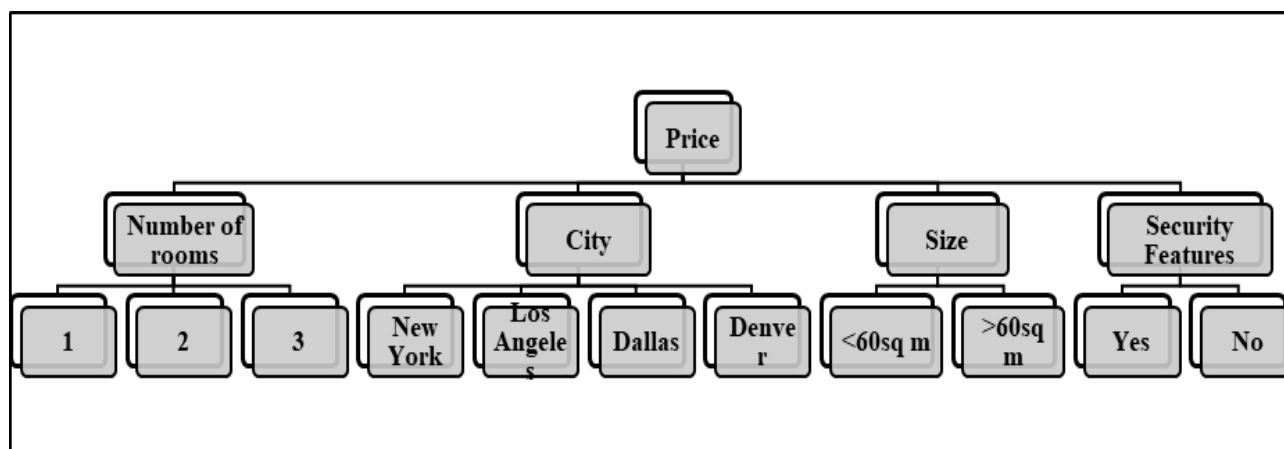 Price
Number of
rooms
City
Size
Security
Features
1
2
3
New
York
Los
Angele
s
Dallas
Denve
r
<60sq m
>60sq
m
Yes
No